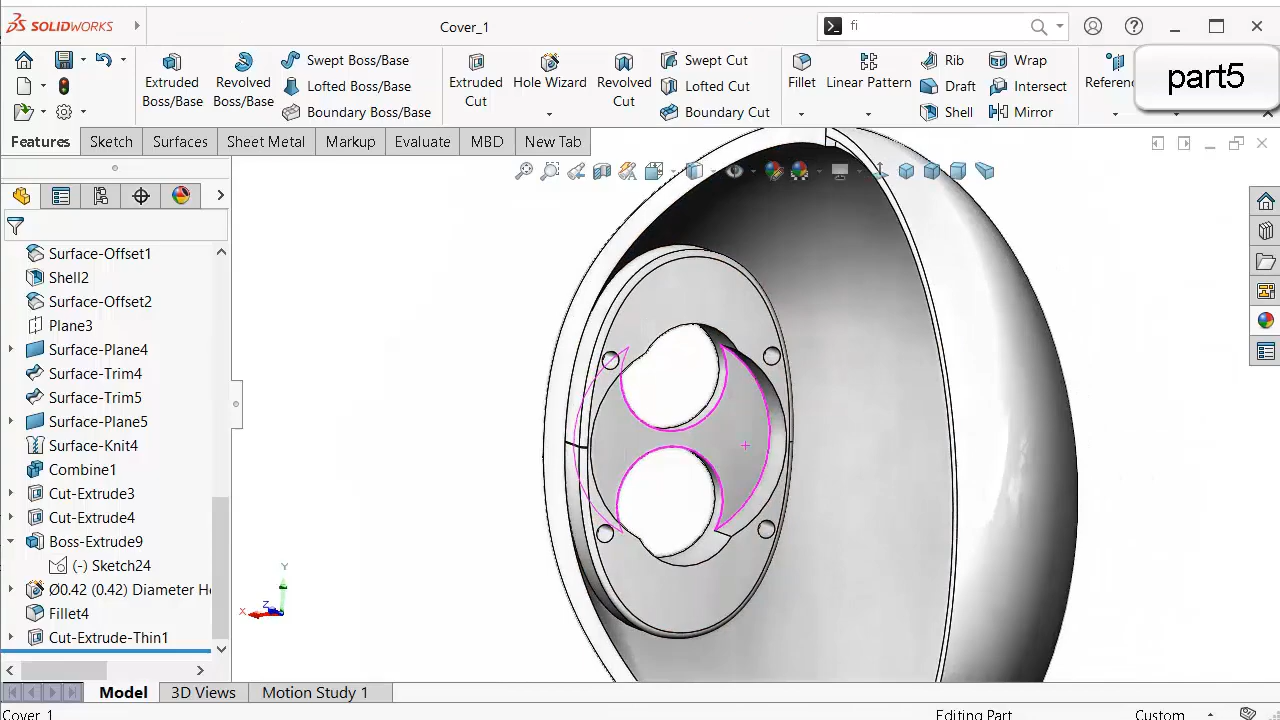 SOLIDWORKS
Cover_1
fi
part5
Extruded Boss/Base
Revolved Boss/Base
Swept Boss/Base
Lofted Boss/Base
Boundary Boss/Base
Extruded Cut
Hole Wizard
Revolved Cut
Swept Cut
Lofted Cut
Boundary Cut
Fillet
Linear Pattern
Rib
Draft
Shell
Wrap
Intersect
Mirror
Referenc
Features
Sketch
Surfaces
Sheet Metal
Markup
Evaluate
MBD
New Tab
Surface-Offset1
Shell2
Surface-Offset2
Plane3
Surface-Plane4
Surface-Trim4
Surface-Trim5
Surface-Plane5
Surface-Knit4
Combine1
Cut-Extrude3
Cut-Extrude4
Boss-Extrude9
(-) Sketch24
Ø0.42 (0.42) Diameter H
Fillet4
Cut-Extrude-Thin1
Y
X
Z
Model
3D Views
Motion Study 1
Cover_1
Editing Part
Custom